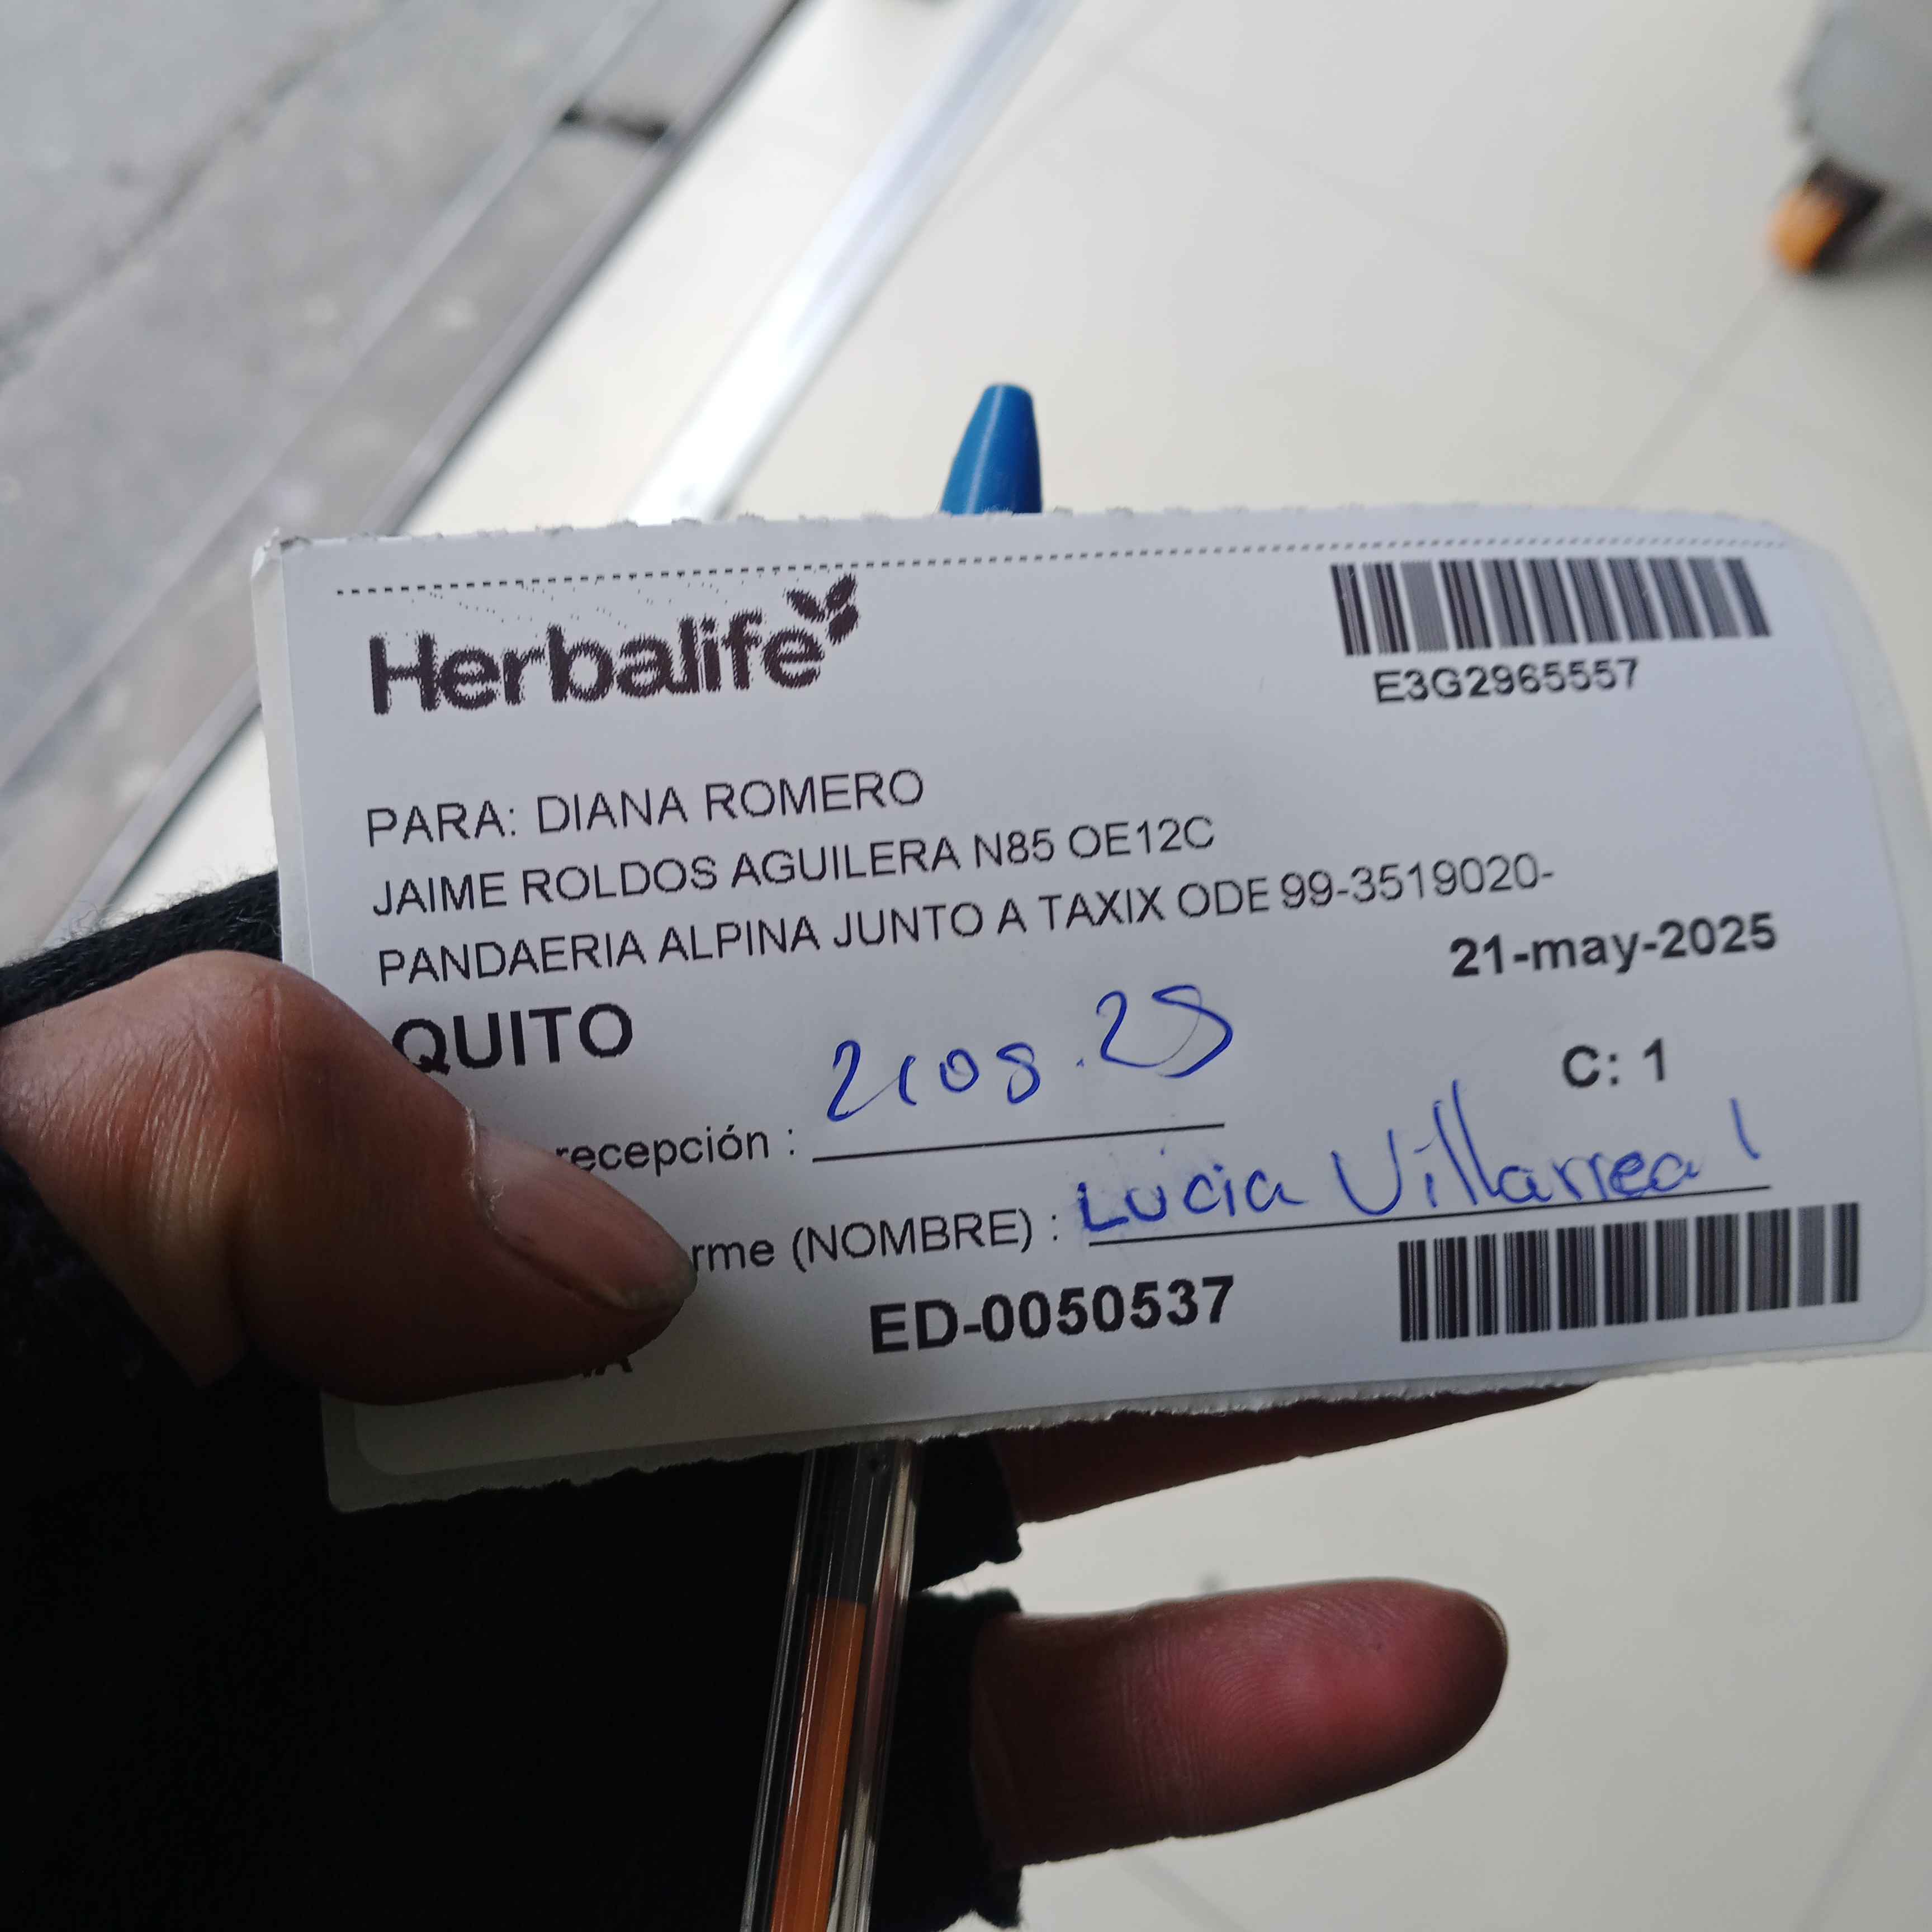 Herbalife
E3G2965557
PARA: DIANA ROMERO
JAIME ROLDOS AGUILERA N85 OE12C
PANDAERIA ALPINA JUNTO A TAXIX ODE 99-3519020-
21-may-2025
QUITO
C: 1
recepción : 2105.25
rme (NOMBRE) : Lucia Villarreal
ED-0050537